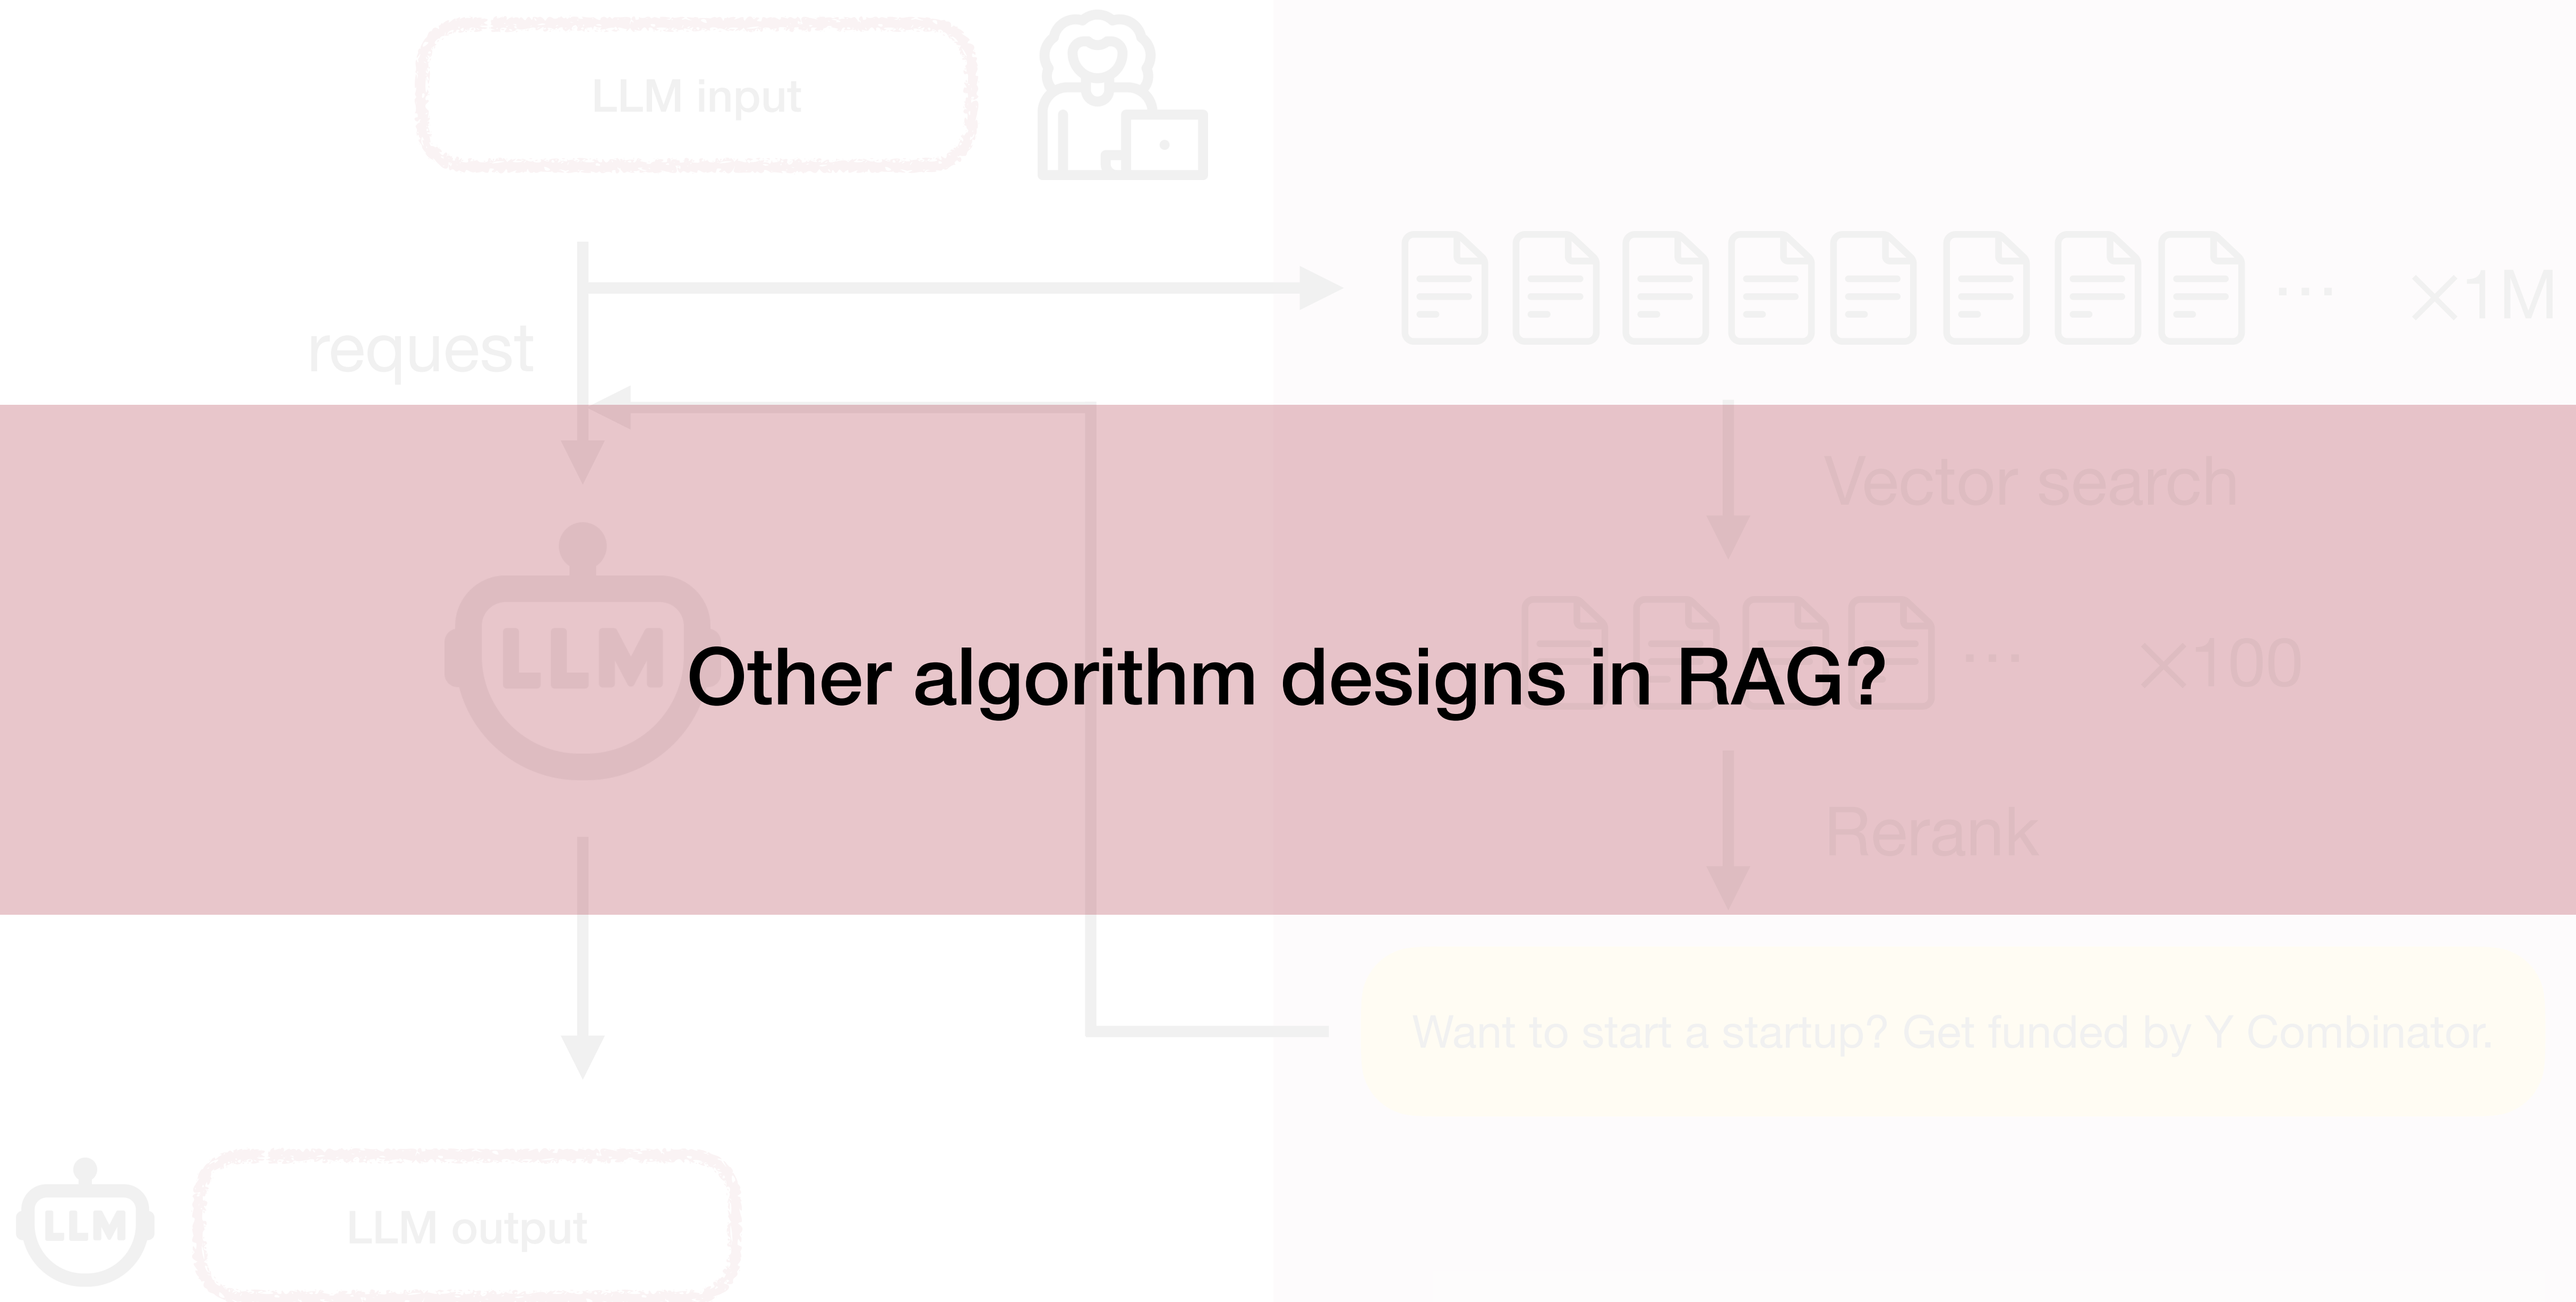 LLM input
request
... ×1M
Vector search
LLM
Other algorithm designs in RAG?
... ×100
Rerank
Want to start a startup? Get funded by Y Combinator.
LLM
LLM output